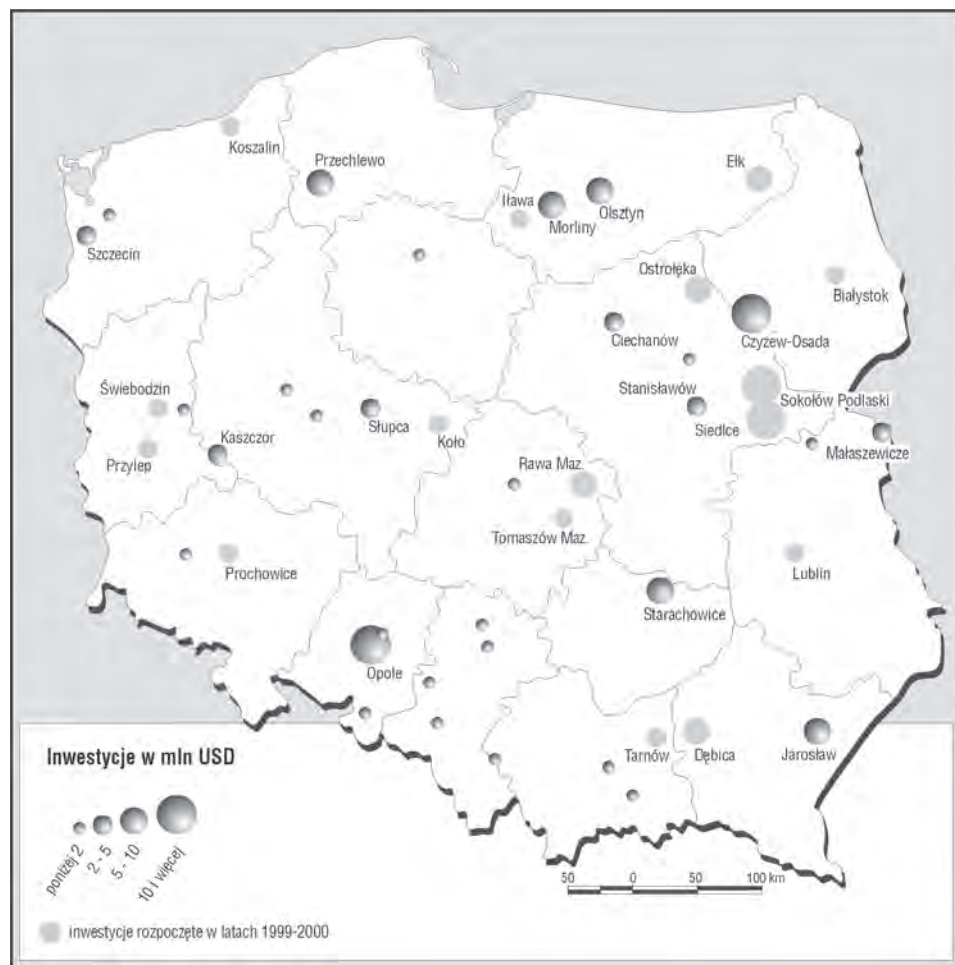 Koszalin
Przechlewo
Ełk
Iława
Olsztyn
Morliny
Szczecin
Ostrołęka
Białystok
Ciechanów
Czyżew-Osada
Świebodzin
Stanisławów
Sokołów Podlaski
Słupca
Siedlce
Kaszczor
Koło
Małaszewicze
Przylep
Rawa Maz.
Tomaszów Maz.
Prochowice
Lublin
Starachowice
Opole
Inwestycje w mln USD
Tarnów
Dębica
Jarosław
poniżej 2
2 - 5
5 - 10
10 i więcej
50 0 50 100 km
inwestycje rozpoczęte w latach 1999-2000